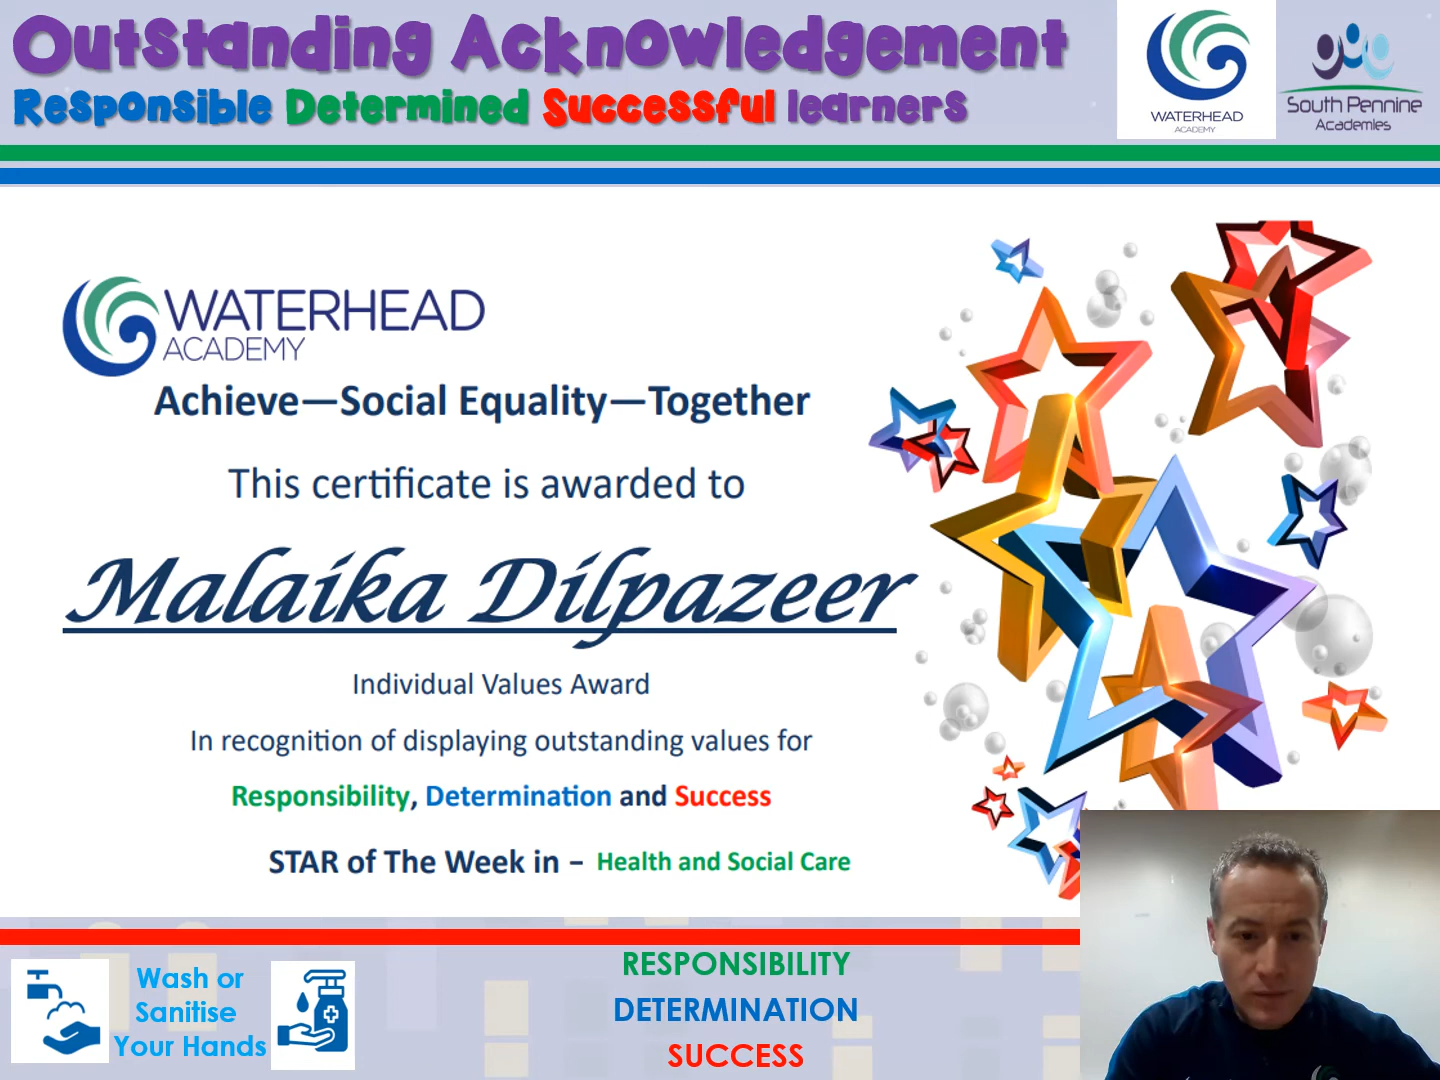 Outstanding Acknowledgement
Responsible Determined Successful learners
WATERHEAD
ACADEMY
South Pennine
Academies
WATERHEAD
ACADEMY
Achieve—Social Equality—Together
This certificate is awarded to
Malaika Dilpazeer
Individual Values Award
In recognition of displaying outstanding values for
Responsibility, Determination and Success
STAR of The Week in – Health and Social Care
Wash or
Sanitise
Your Hands
RESPONSIBILITY
DETERMINATION
SUCCESS